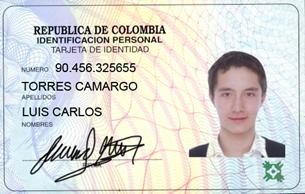 REPUBLICA DE COLOMBIA
IDENTIFICACION PERSONAL
TARJETA DE IDENTIDAD
NUMERO 90.456.325655
TORRES CAMARGO
APELLIDOS
LUIS CARLOS
NOMBRES